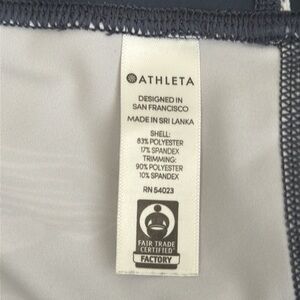 ATHLETA
DESIGNED IN
SAN FRANCISCO
MADE IN SRI LANKA
SHELL:
83% POLYESTER
17% SPANDEX
TRIMMING:
90% POLYESTER
10% SPANDEX
RN 54023
FAIR TRADE
CERTIFIED
FACTORY